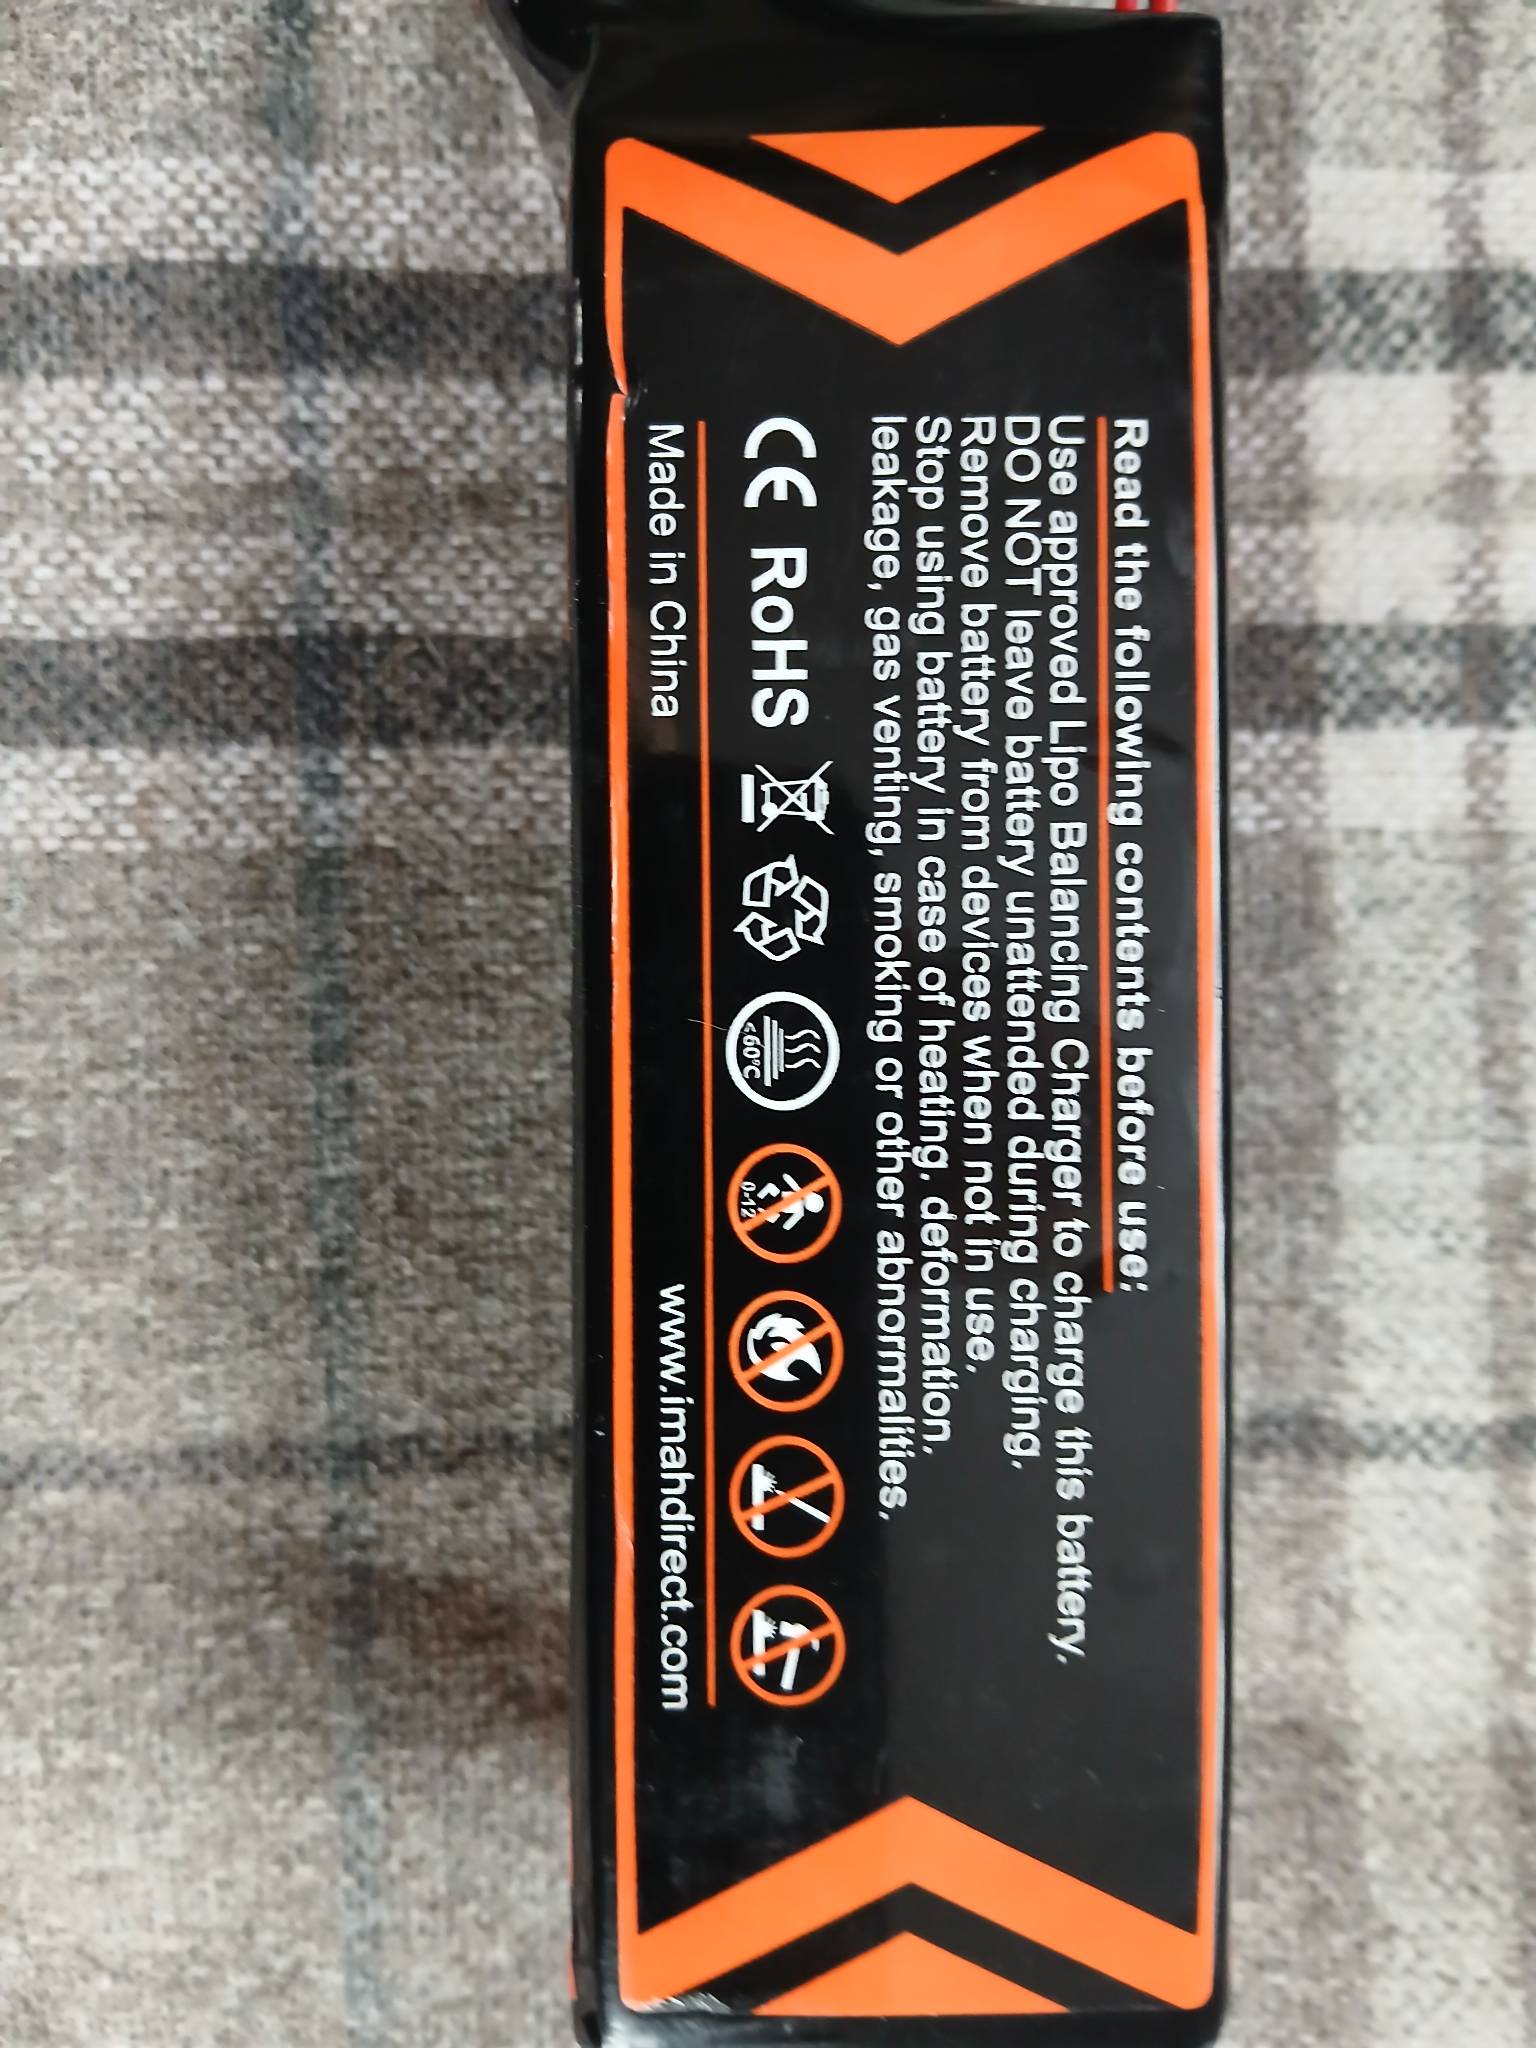 Read the following contents before use:
Use approved Lipo Balancing Charger to charge this battery,
DO NOT leave battery unattended during charging,
Remove battery from devices when not in use,
Stop using battery in case of heating, deformation,
leakage, gas venting, smoking or other abnormalities,
CE RoHS
<60°C
0-12
Made in China
www.imahdirect.com